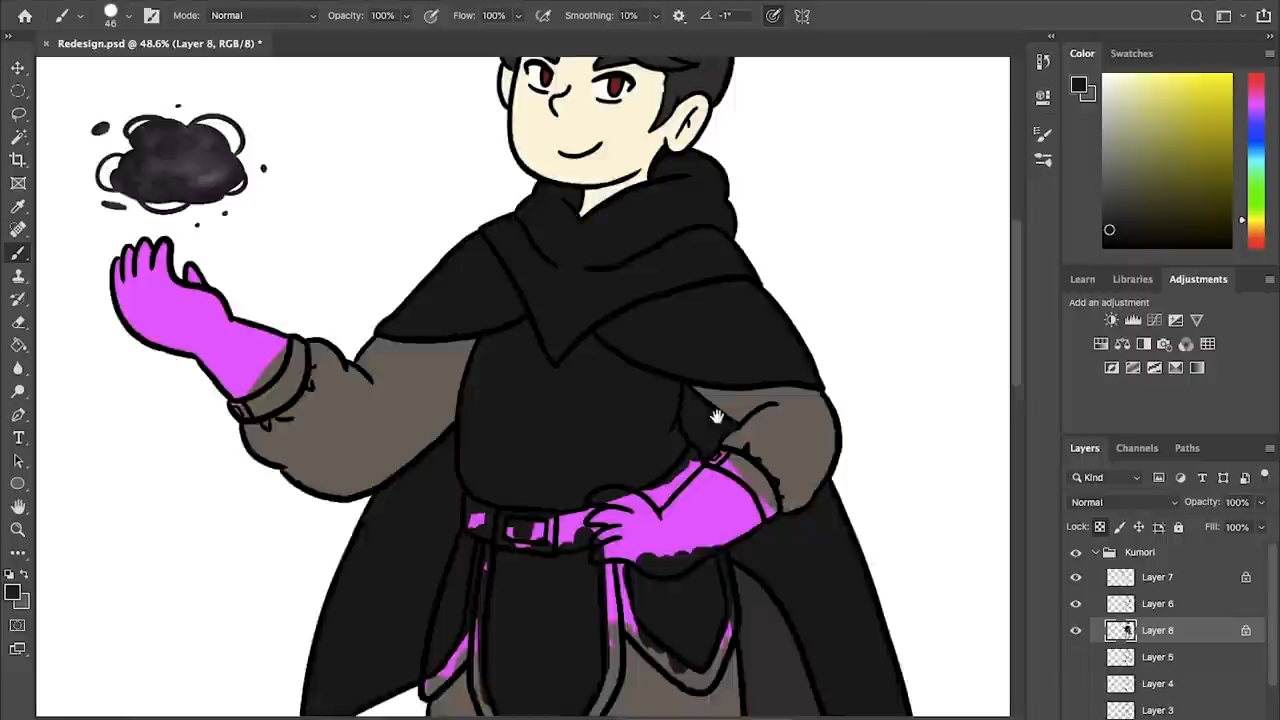 46
Mode: Normal
Opacity: 100%
Flow: 100%
Smoothing: 10%
-1°
Redesign.psd @ 48.6% (Layer 8, RGB/8) *
Color
Swatches
Learn
Libraries
Adjustments
Add an adjustment
Layers
Channels
Paths
Kind
Normal
Opacity: 100%
Lock:
Fill: 100%
Kumori
Layer 7
Layer 6
Layer 8
Layer 5
Layer 4
Layer 3